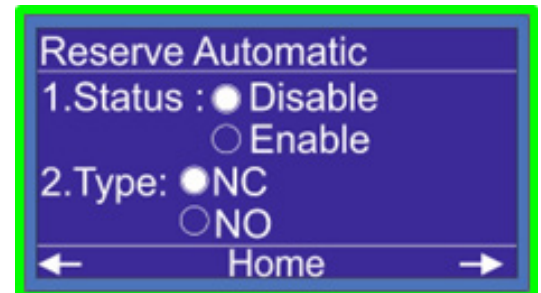 Reserve Automatic
1.Status : Disable
Enable
2.Type: NC
NO
Home